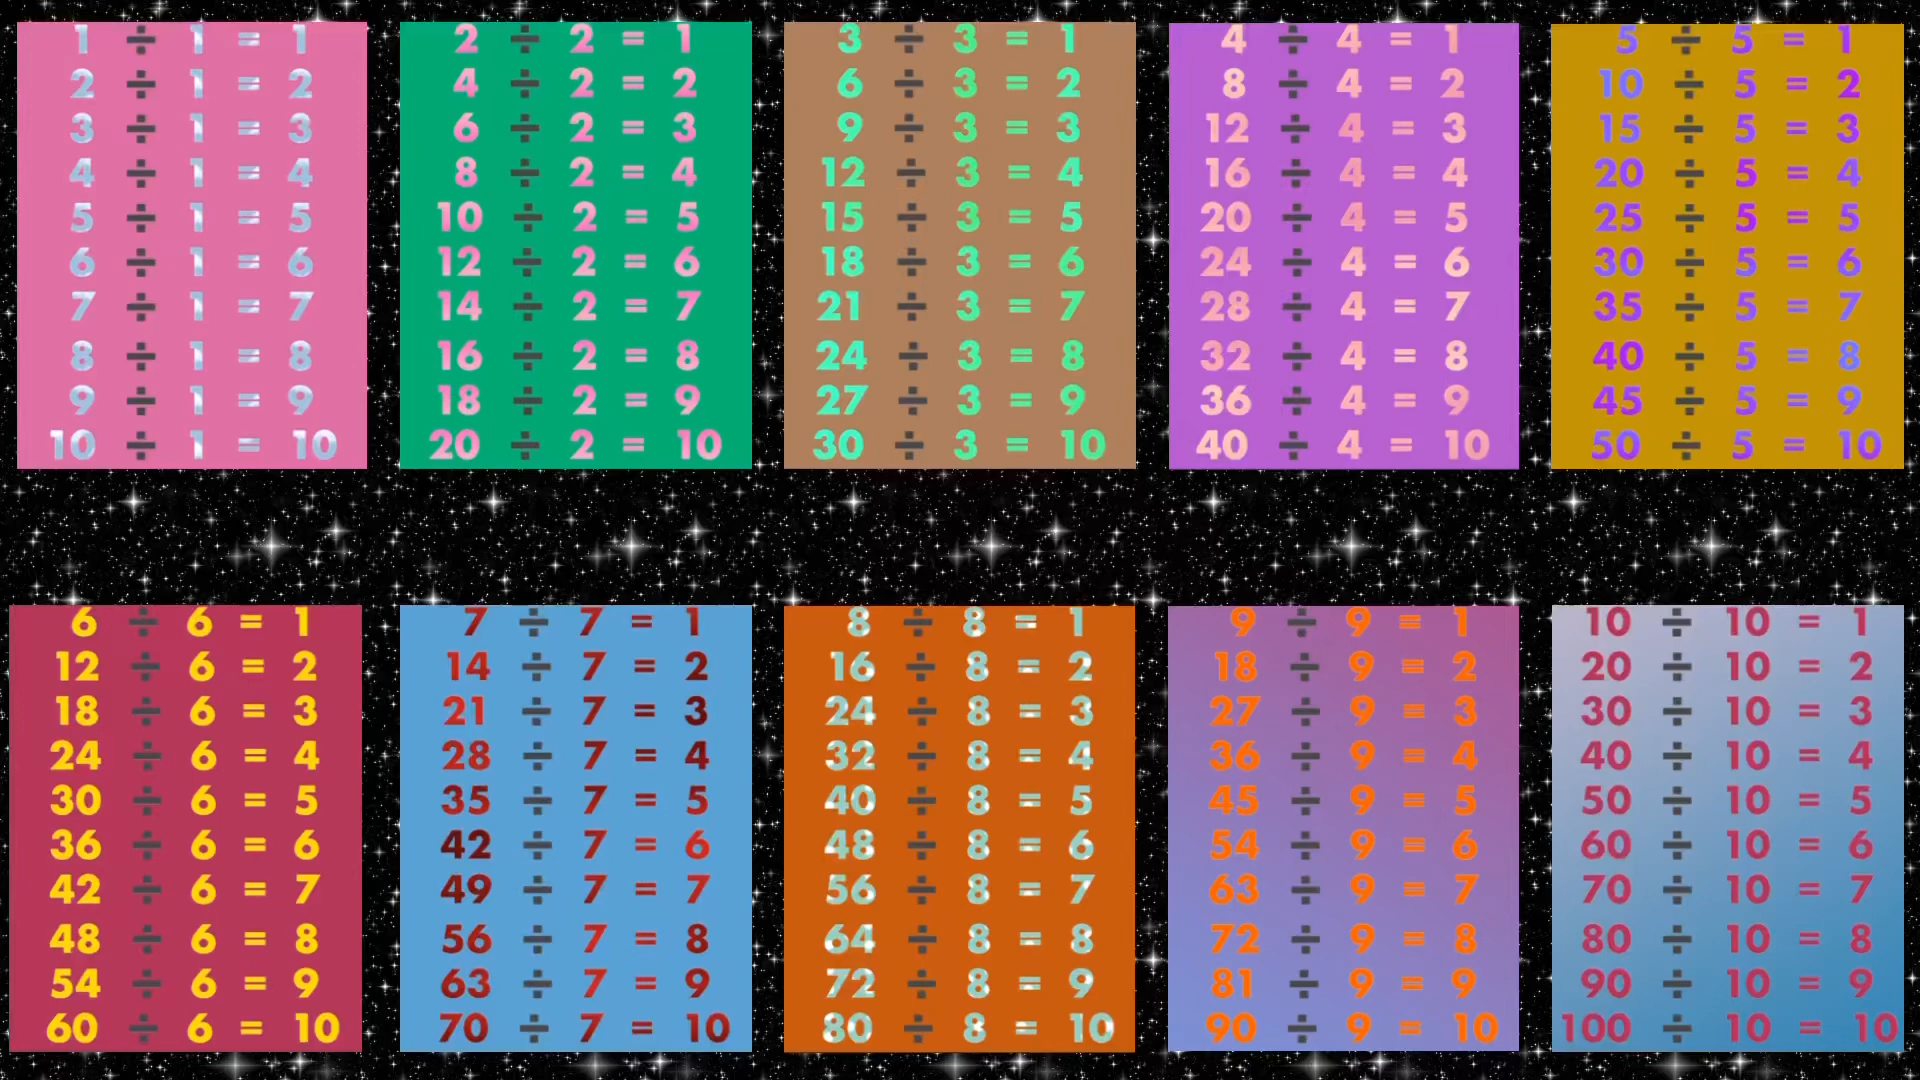 1 ÷ 1 = 1
2 ÷ 1 = 2
3 ÷ 1 = 3
4 ÷ 1 = 4
5 ÷ 1 = 5
6 ÷ 1 = 6
7 ÷ 1 = 7
8 ÷ 1 = 8
9 ÷ 1 = 9
10 ÷ 1 = 10
2 ÷ 2 = 1
4 ÷ 2 = 2
6 ÷ 2 = 3
8 ÷ 2 = 4
10 ÷ 2 = 5
12 ÷ 2 = 6
14 ÷ 2 = 7
16 ÷ 2 = 8
18 ÷ 2 = 9
20 ÷ 2 = 10
3 ÷ 3 = 1
6 ÷ 3 = 2
9 ÷ 3 = 3
12 ÷ 3 = 4
15 ÷ 3 = 5
18 ÷ 3 = 6
21 ÷ 3 = 7
24 ÷ 3 = 8
27 ÷ 3 = 9
30 ÷ 3 = 10
4 ÷ 4 = 1
8 ÷ 4 = 2
12 ÷ 4 = 3
16 ÷ 4 = 4
20 ÷ 4 = 5
24 ÷ 4 = 6
28 ÷ 4 = 7
32 ÷ 4 = 8
36 ÷ 4 = 9
40 ÷ 4 = 10
5 ÷ 5 = 1
10 ÷ 5 = 2
15 ÷ 5 = 3
20 ÷ 5 = 4
25 ÷ 5 = 5
30 ÷ 5 = 6
35 ÷ 5 = 7
40 ÷ 5 = 8
45 ÷ 5 = 9
50 ÷ 5 = 10
6 ÷ 6 = 1
12 ÷ 6 = 2
18 ÷ 6 = 3
24 ÷ 6 = 4
30 ÷ 6 = 5
36 ÷ 6 = 6
42 ÷ 6 = 7
48 ÷ 6 = 8
54 ÷ 6 = 9
60 ÷ 6 = 10
7 ÷ 7 = 1
14 ÷ 7 = 2
21 ÷ 7 = 3
28 ÷ 7 = 4
35 ÷ 7 = 5
42 ÷ 7 = 6
49 ÷ 7 = 7
56 ÷ 7 = 8
63 ÷ 7 = 9
70 ÷ 7 = 10
8 ÷ 8 = 1
16 ÷ 8 = 2
24 ÷ 8 = 3
32 ÷ 8 = 4
40 ÷ 8 = 5
48 ÷ 8 = 6
56 ÷ 8 = 7
64 ÷ 8 = 8
72 ÷ 8 = 9
80 ÷ 8 = 10
9 ÷ 9 = 1
18 ÷ 9 = 2
27 ÷ 9 = 3
36 ÷ 9 = 4
45 ÷ 9 = 5
54 ÷ 9 = 6
63 ÷ 9 = 7
72 ÷ 9 = 8
81 ÷ 9 = 9
90 ÷ 9 = 10
10 ÷ 10 = 1
20 ÷ 10 = 2
30 ÷ 10 = 3
40 ÷ 10 = 4
50 ÷ 10 = 5
60 ÷ 10 = 6
70 ÷ 10 = 7
80 ÷ 10 = 8
90 ÷ 10 = 9
100 ÷ 10 = 10